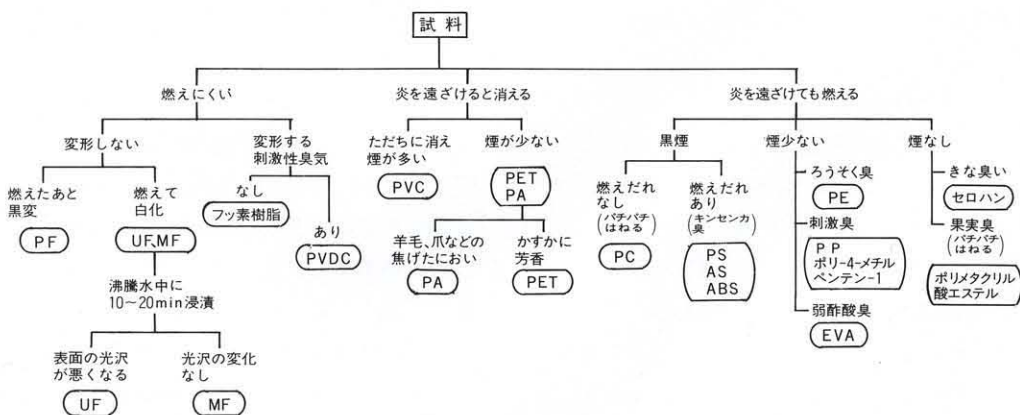 試料
燃えにくい
炎を遠ざけると消える
炎を遠ざけても燃える
変形しない
変形する
刺激性臭気
ただちに消え
煙が多い
煙が少ない
黒煙
煙少ない
煙なし
燃えたあと
黒変
PF
燃えて
白化
UF,MF
なし
フッ素樹脂
あり
PVDC
PVC
PET
PA
羊毛、爪などの
焦げたにおい
PA
かすかに
芳香
PET
燃えだれ
なし
(パチパチ
はねる)
PC
燃えだれ
あり
(キンセンカ
臭)
PS
AS
ABS
ろうそく臭
PE
刺激臭
PP
ポリ-4-メチル
ペンテン-1
弱酢酸臭
EVA
きな臭い
セロハン
果実臭
(パチパチ
はねる)
ポリメタクリル
酸エステル
沸騰水中に
10~20min浸漬
表面の光沢
が悪くなる
UF
光沢の変化
なし
MF